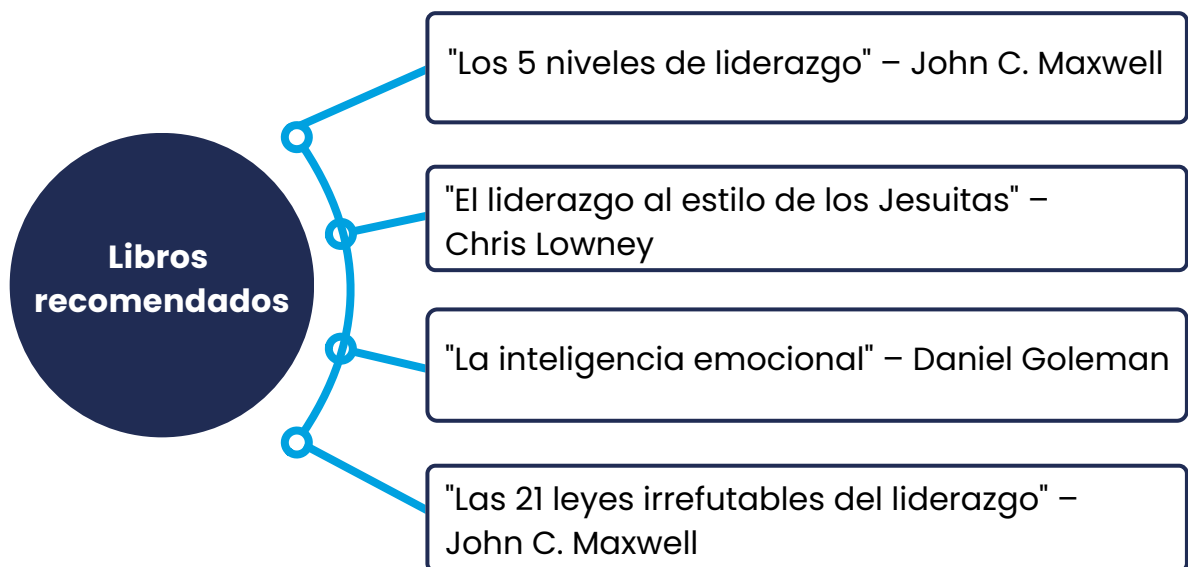 Libros
recomendados
"Los 5 niveles de liderazgo" – John C. Maxwell
"El liderazgo al estilo de los Jesuitas" –
Chris Lowney
"La inteligencia emocional" – Daniel Goleman
"Las 21 leyes irrefutables del liderazgo" –
John C. Maxwell